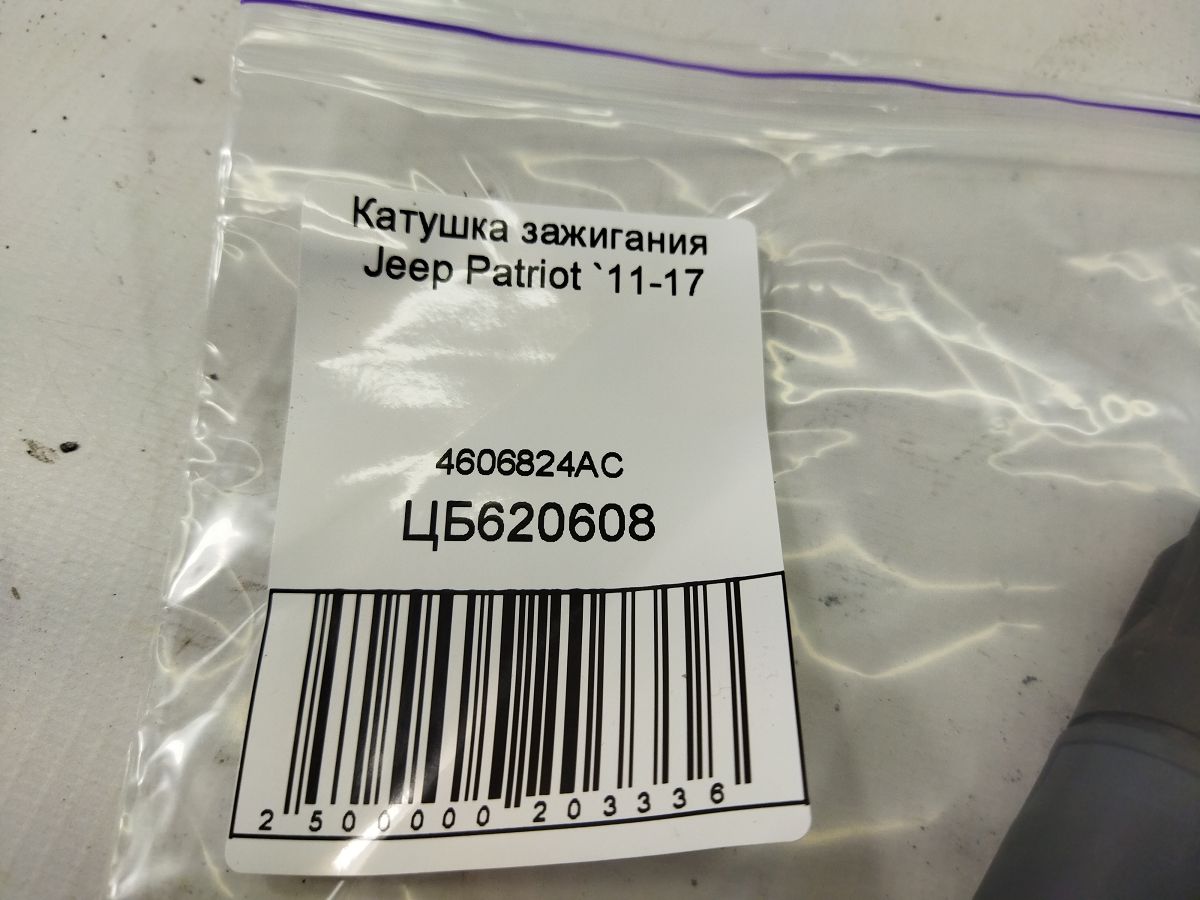 Катушка зажигания
Jeep Patriot `11-17
4606824AC
ЦБ620608
2 500000 203336